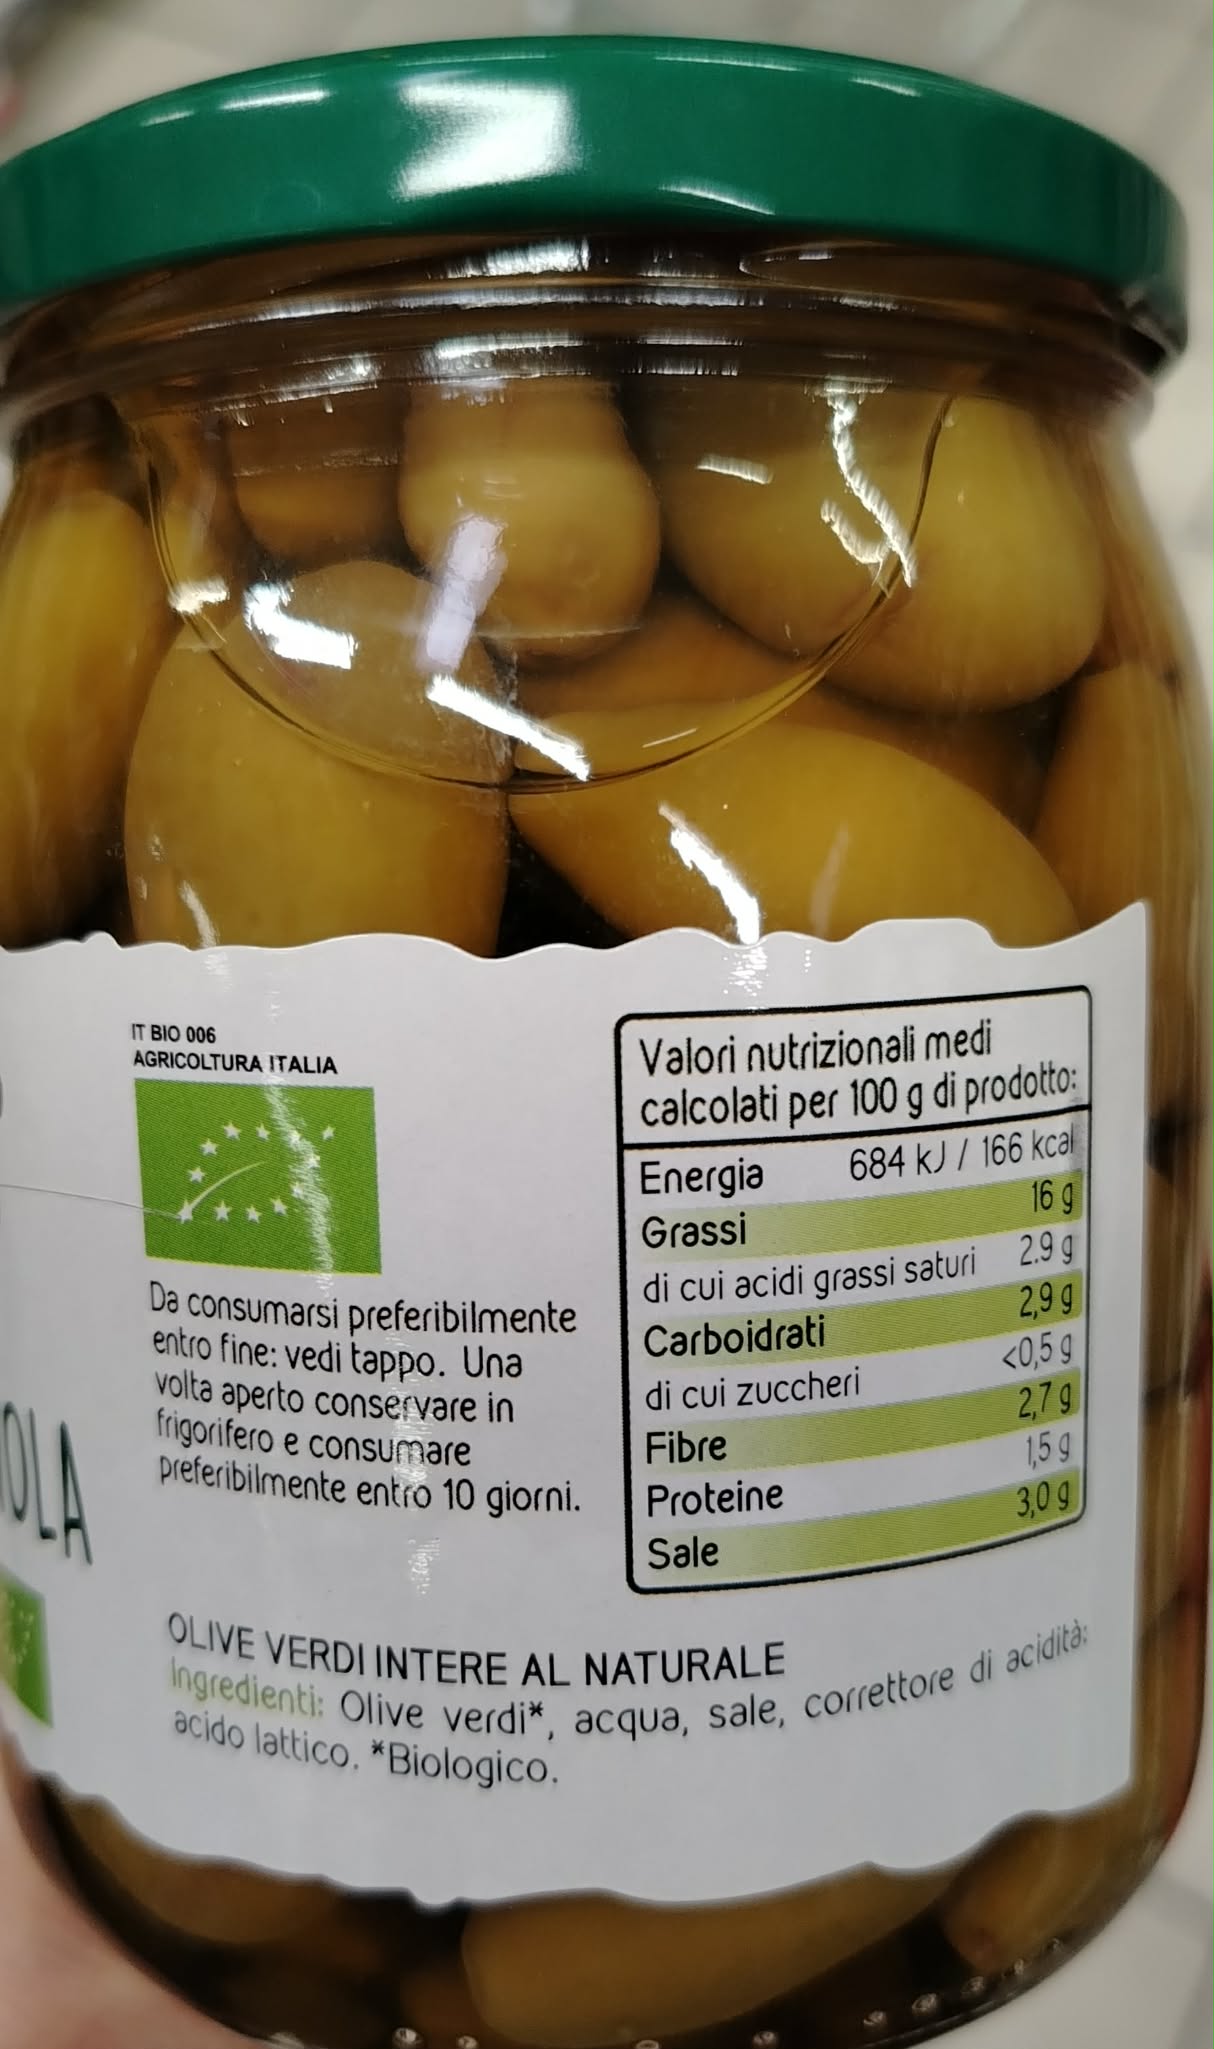 IT BIO 006
AGRICOLTURA ITALIA
Da consumarsi preferibilmente
entro fine: vedi tappo. Una
volta aperto conservare in
frigorifero e consumare
preferibilmente entro 10 giorni.
Valori nutrizionali medi
calcolati per 100 g di prodotto:
Energia 684 kJ / 166 kcal
Grassi 16 g
di cui acidi grassi saturi 2.9 g
Carboidrati 2,9 g
di cui zuccheri <0,5 g
Fibre 2,7 g
Proteine 1,5 g
Sale 3,0 g
OLIVE VERDI INTERE AL NATURALE
Ingredienti: Olive verdi*, acqua, sale, correttore di acidità:
acido lattico. *Biologico.